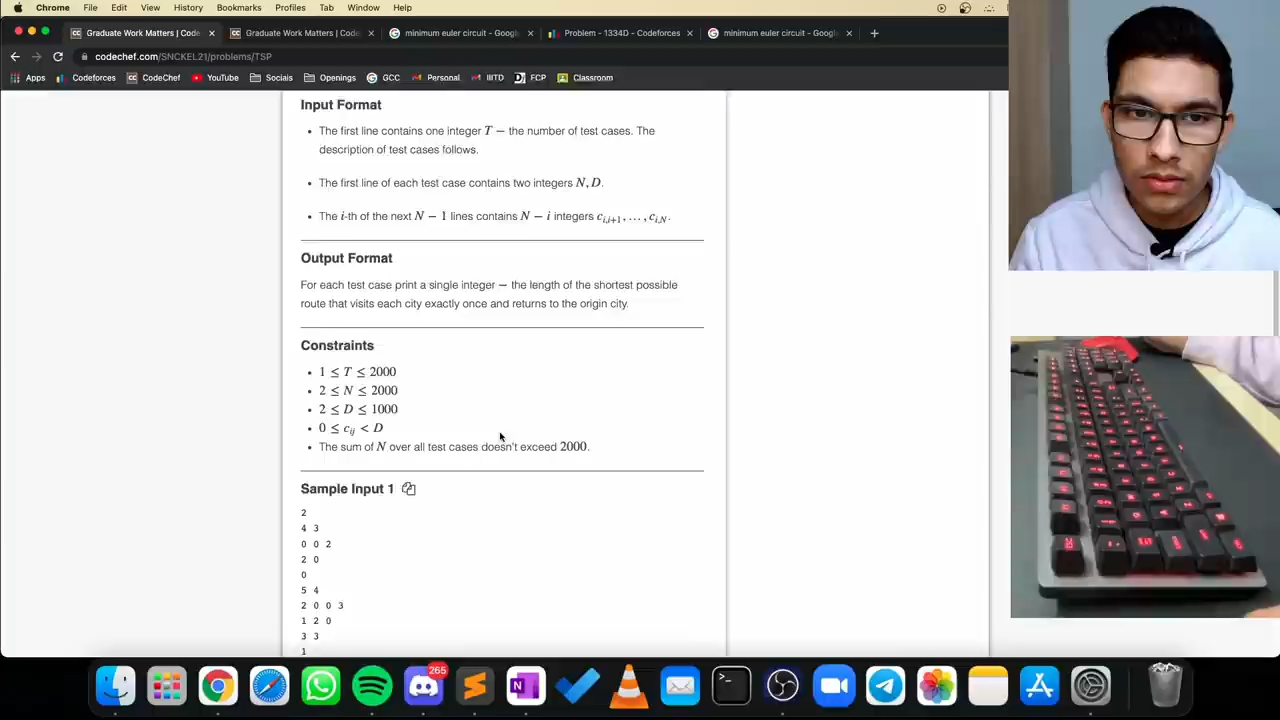 Chrome File Edit View History Bookmarks Profiles Tab Window Help
Graduate Work Matters | Code × Graduate Work Matters | Code × minimum euler circuit - Google × Problem - 1334D - Codeforces × minimum euler circuit - Google × +
codechef.com/SNCKEL21/problems/TSP
Apps Codeforces CodeChef YouTube Socials Openings GCC Personal IIITD FCP Classroom
Input Format
• The first line contains one integer T − the number of test cases. The
description of test cases follows.
• The first line of each test case contains two integers N, D.
• The i-th of the next N − 1 lines contains N − i integers c_{i,i+1}, …, c_{i,N}.
Output Format
For each test case print a single integer − the length of the shortest possible
route that visits each city exactly once and returns to the origin city.
Constraints
• 1 ≤ T ≤ 2000
• 2 ≤ N ≤ 2000
• 2 ≤ D ≤ 1000
• 0 ≤ c_{ij} < D
• The sum of N over all test cases doesn't exceed 2000.
Sample Input 1
2
4 3
0 0 2
2 0
0
5 4
2 0 0 3
1 2 0
3 3
1
265